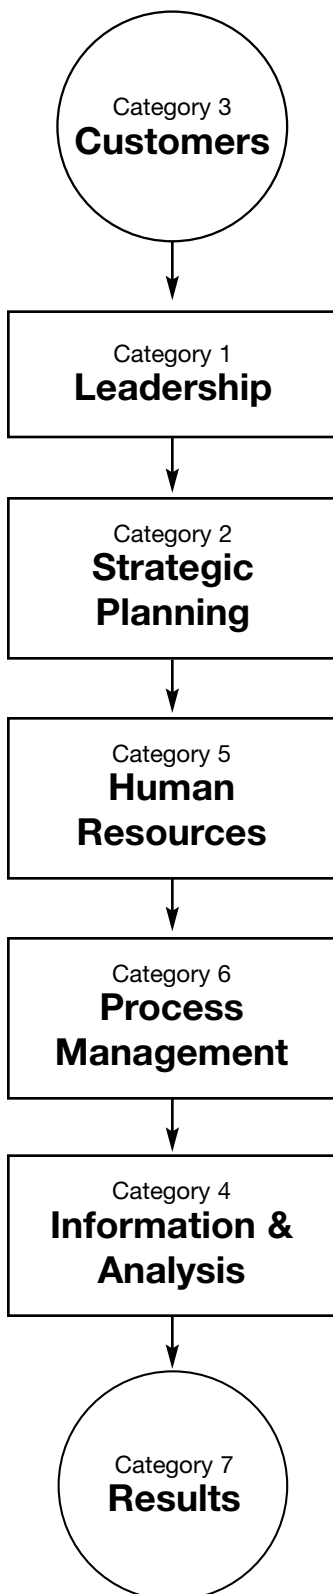 Category 3
Customers
Category 1
Leadership
Category 2
Strategic
Planning
Category 5
Human
Resources
Category 6
Process
Management
Category 4
Information &
Analysis
Category 7
Results